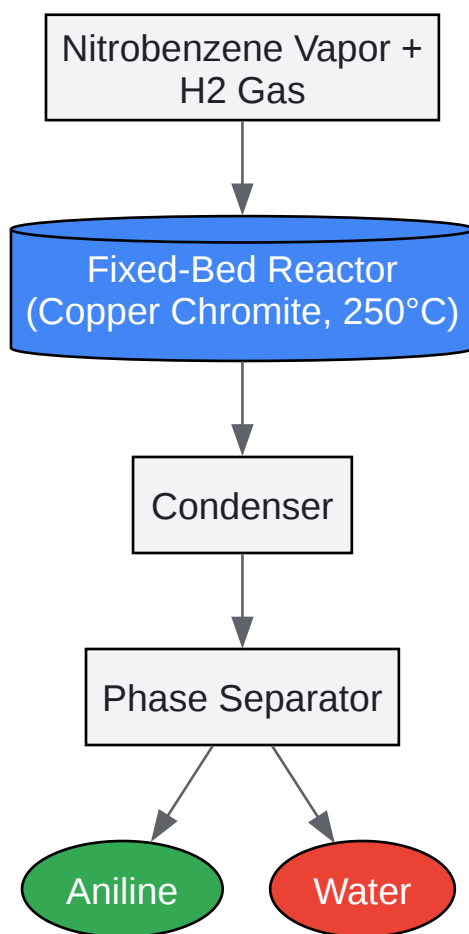 Nitrobenzene Vapor +
H2 Gas
Fixed-Bed Reactor
(Copper Chromite, 250°C)
Condenser
Phase Separator
Aniline
Water